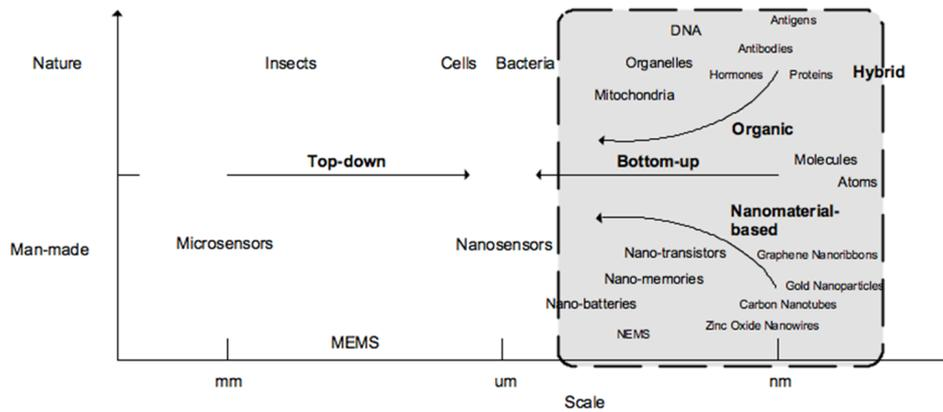 Antigens
DNA
Antibodies
Nature
Insects
Cells
Bacteria
Organelles
Hormones
Proteins
Hybrid
Mitochondria
Organic
Top-down
Bottom-up
Molecules
Atoms
Nanomaterial-
based
Man-made
Microsensors
Nanosensors
Nano-transistors
Graphene Nanoribbons
Nano-memories
Gold Nanoparticles
Nano-batteries
Carbon Nanotubes
Zinc Oxide Nanowires
NEMS
MEMS
mm
um
nm
Scale